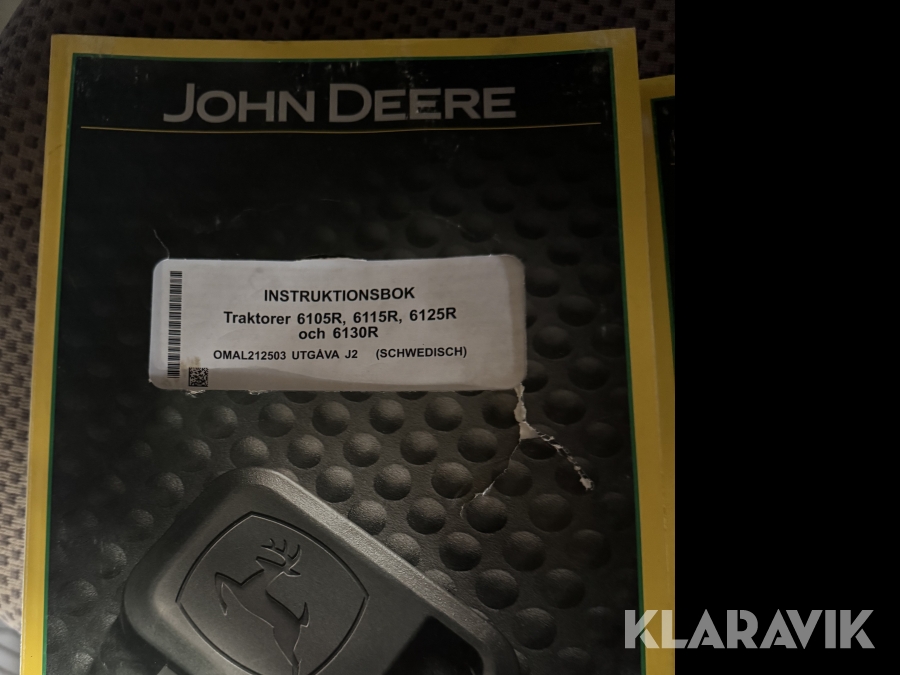 JOHN DEERE
INSTRUKTIONSBOK
Traktorer 6105R, 6115R, 6125R
och 6130R
OMAL212503 UTGÅVA J2 (SCHWEDISCH)
KLARAVIK